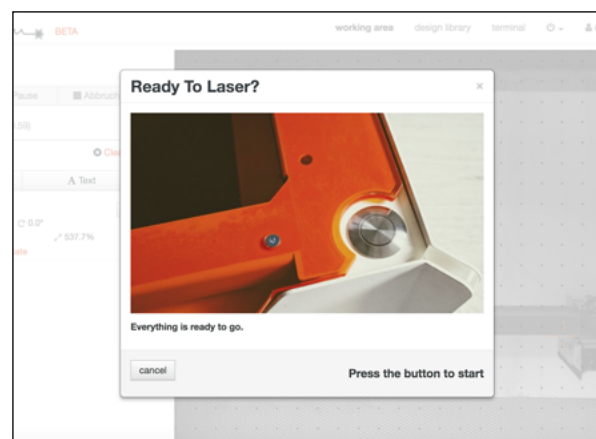 BETA
working area
design library
terminal
Pause
Abbruch
Ready To Laser?
×
A Text
0.0°
537.7%
Everything is ready to go.
cancel
Press the button to start